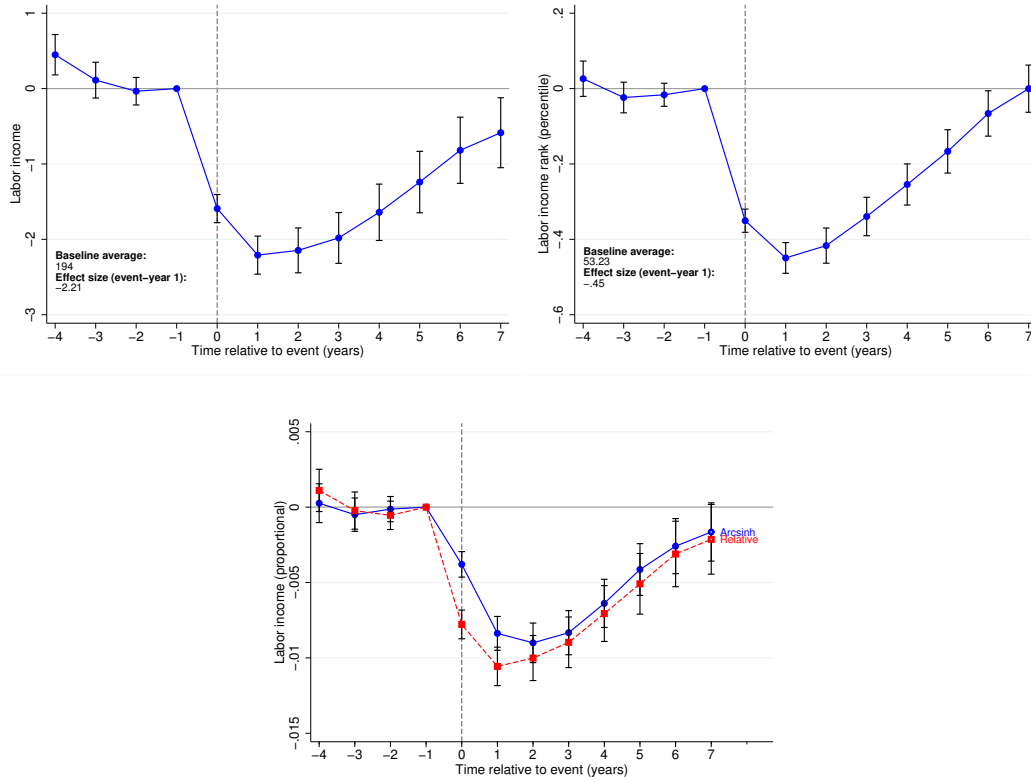 Labor income
1
0
−1
−2
−3
Baseline average:
194
Effect size (event−year 1):
−2.21
−4 −3 −2 −1 0 1 2 3 4 5 6 7
Time relative to event (years)
Labor income rank (percentile)
.2
0
−.2
−.4
−.6
Baseline average:
53.23
Effect size (event−year 1):
−.45
−4 −3 −2 −1 0 1 2 3 4 5 6 7
Time relative to event (years)
Labor income (proportional)
.005
0
−.005
−.01
−.015
Arcsinh
Relative
−4 −3 −2 −1 0 1 2 3 4 5 6 7
Time relative to event (years)